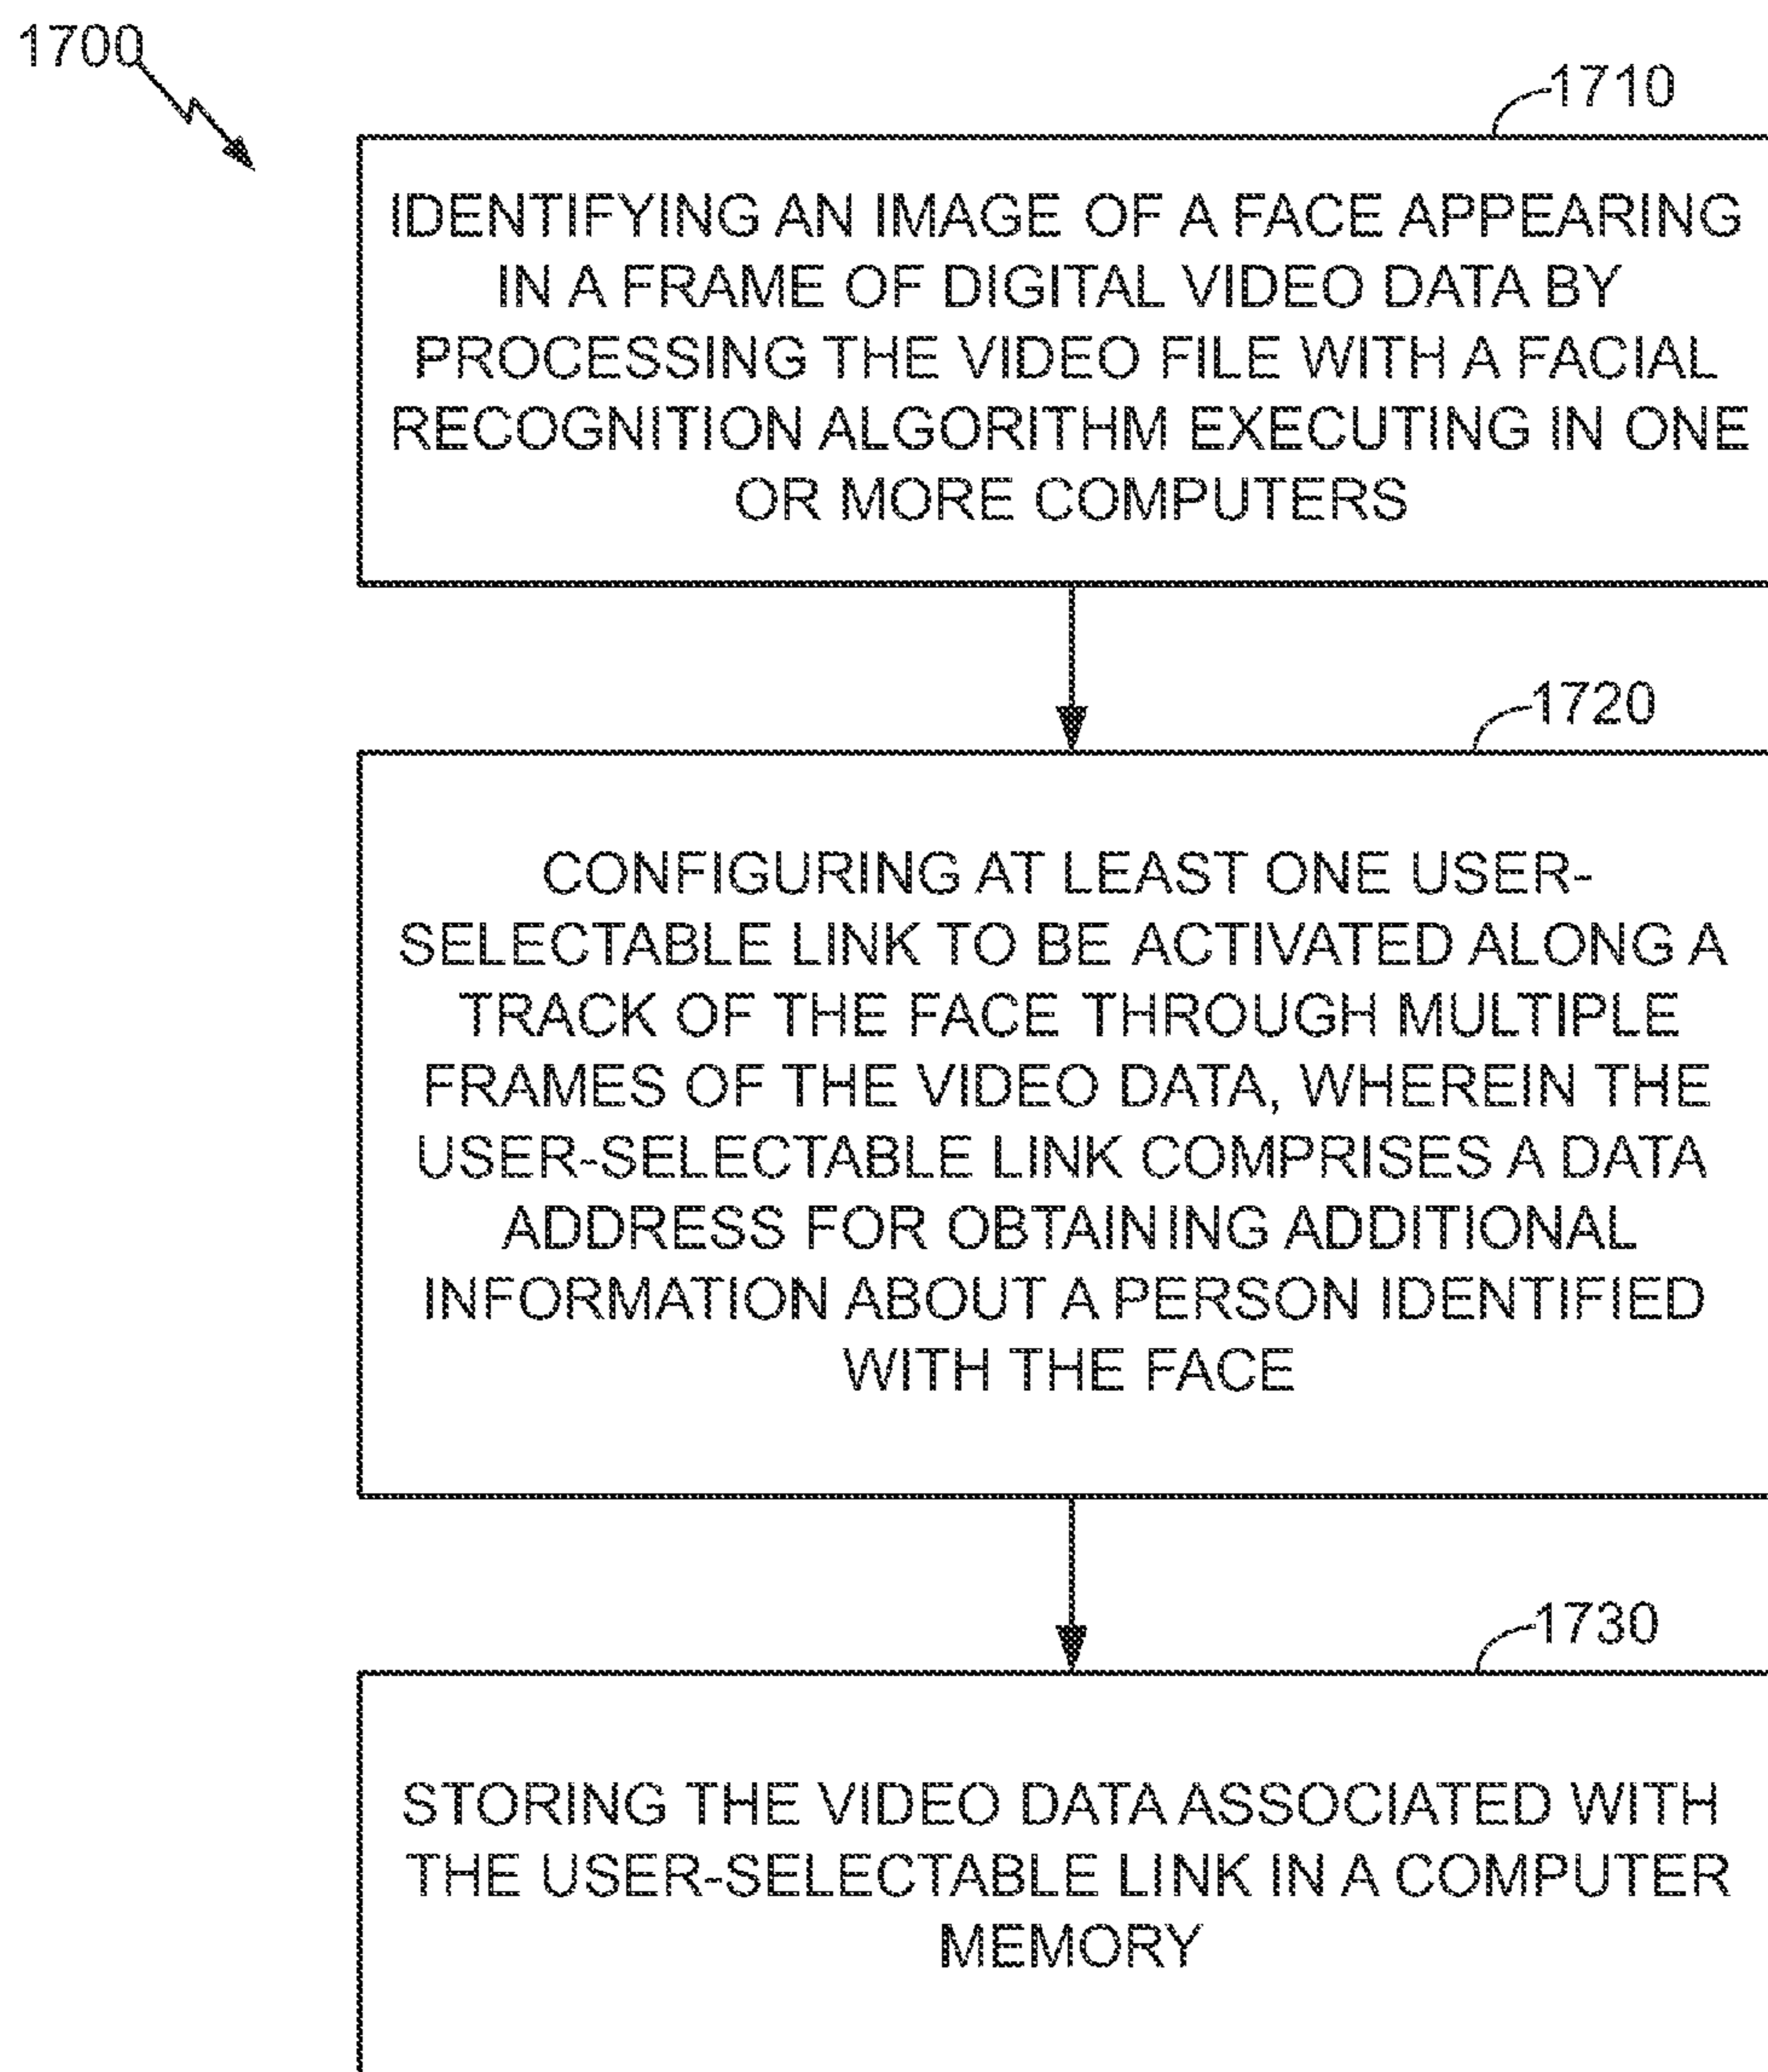 1700
1710
IDENTIFYING AN IMAGE OF A FACE APPEARING
IN A FRAME OF DIGITAL VIDEO DATA BY
PROCESSING THE VIDEO FILE WITH A FACIAL
RECOGNITION ALGORITHM EXECUTING IN ONE
OR MORE COMPUTERS
1720
CONFIGURING AT LEAST ONE USER-
SELECTABLE LINK TO BE ACTIVATED ALONG A
TRACK OF THE FACE THROUGH MULTIPLE
FRAMES OF THE VIDEO DATA, WHEREIN THE
USER-SELECTABLE LINK COMPRISES A DATA
ADDRESS FOR OBTAINING ADDITIONAL
INFORMATION ABOUT A PERSON IDENTIFIED
WITH THE FACE
1730
STORING THE VIDEO DATA ASSOCIATED WITH
THE USER-SELECTABLE LINK IN A COMPUTER
MEMORY